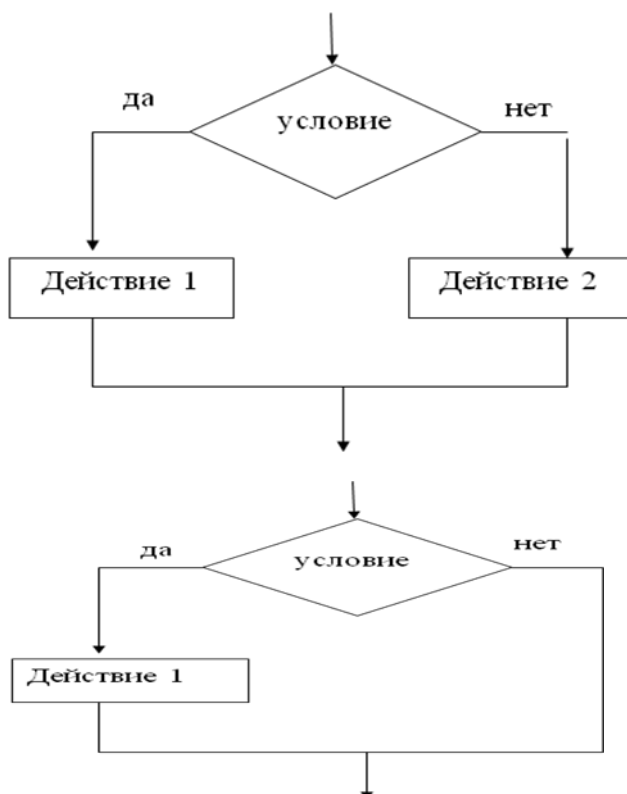 да
условие
нет
Действие 1
Действие 2
да
условие
нет
Действие 1